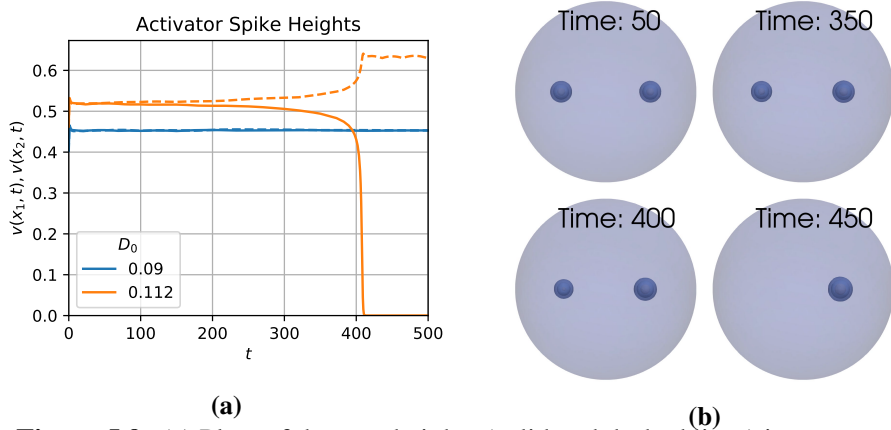 Activator Spike Heights
v(x₁, t), v(x₂, t)
0.6
0.5
0.4
0.3
0.2
0.1
0.0
D₀
0.09
0.112
0 100 200 300 400 500
t
(a)
Time: 50
Time: 350
Time: 400
Time: 450
(b)